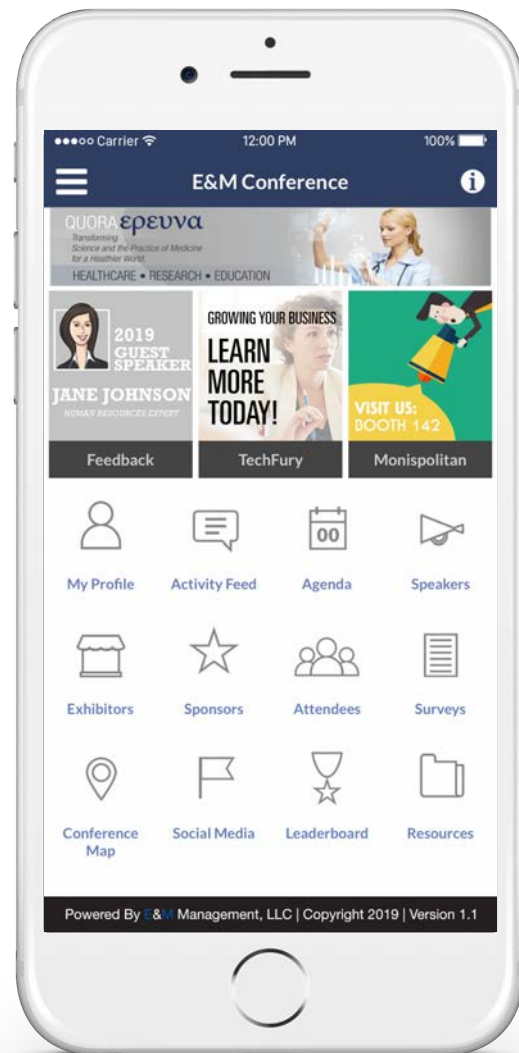 ●●●○○ Carrier 12:00 PM 100%
E&M Conference
QUORA ερευνα
Transforming
Science and the Practice of Medicine
for a Healthier World.
HEALTHCARE • RESEARCH • EDUCATION
2019
GUEST
SPEAKER
JANE JOHNSON
HUMAN RESOURCES EXPERT
Feedback
GROWING YOUR BUSINESS
LEARN
MORE
TODAY!
TechFury
VISIT US:
BOOTH 142
Monispolitan
00
My Profile Activity Feed Agenda Speakers
Exhibitors Sponsors Attendees Surveys
Conference Map Social Media Leaderboard Resources
Powered By E&M Management, LLC | Copyright 2019 | Version 1.1